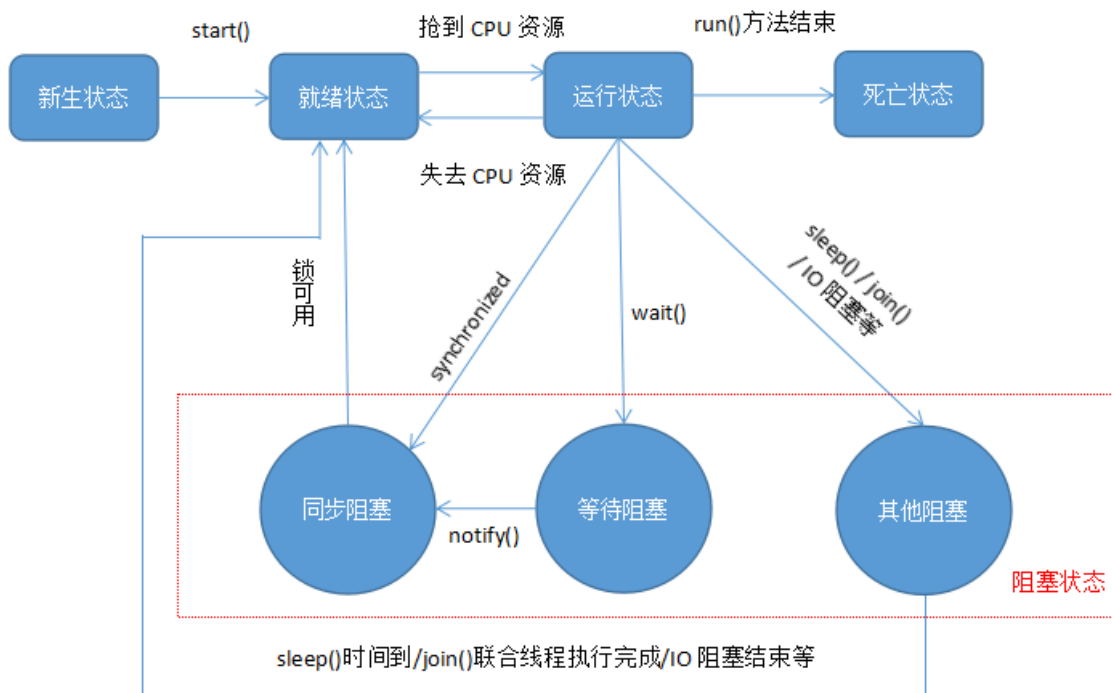 start()
抢到 CPU 资源
run()方法结束
新生状态
就绪状态
运行状态
死亡状态
失去 CPU 资源
锁可用
synchronized
wait()
sleep() / join()
/ IO 阻塞等
同步阻塞
等待阻塞
其他阻塞
notify()
阻塞状态
sleep()时间到/join()联合线程执行完成/IO 阻塞结束等